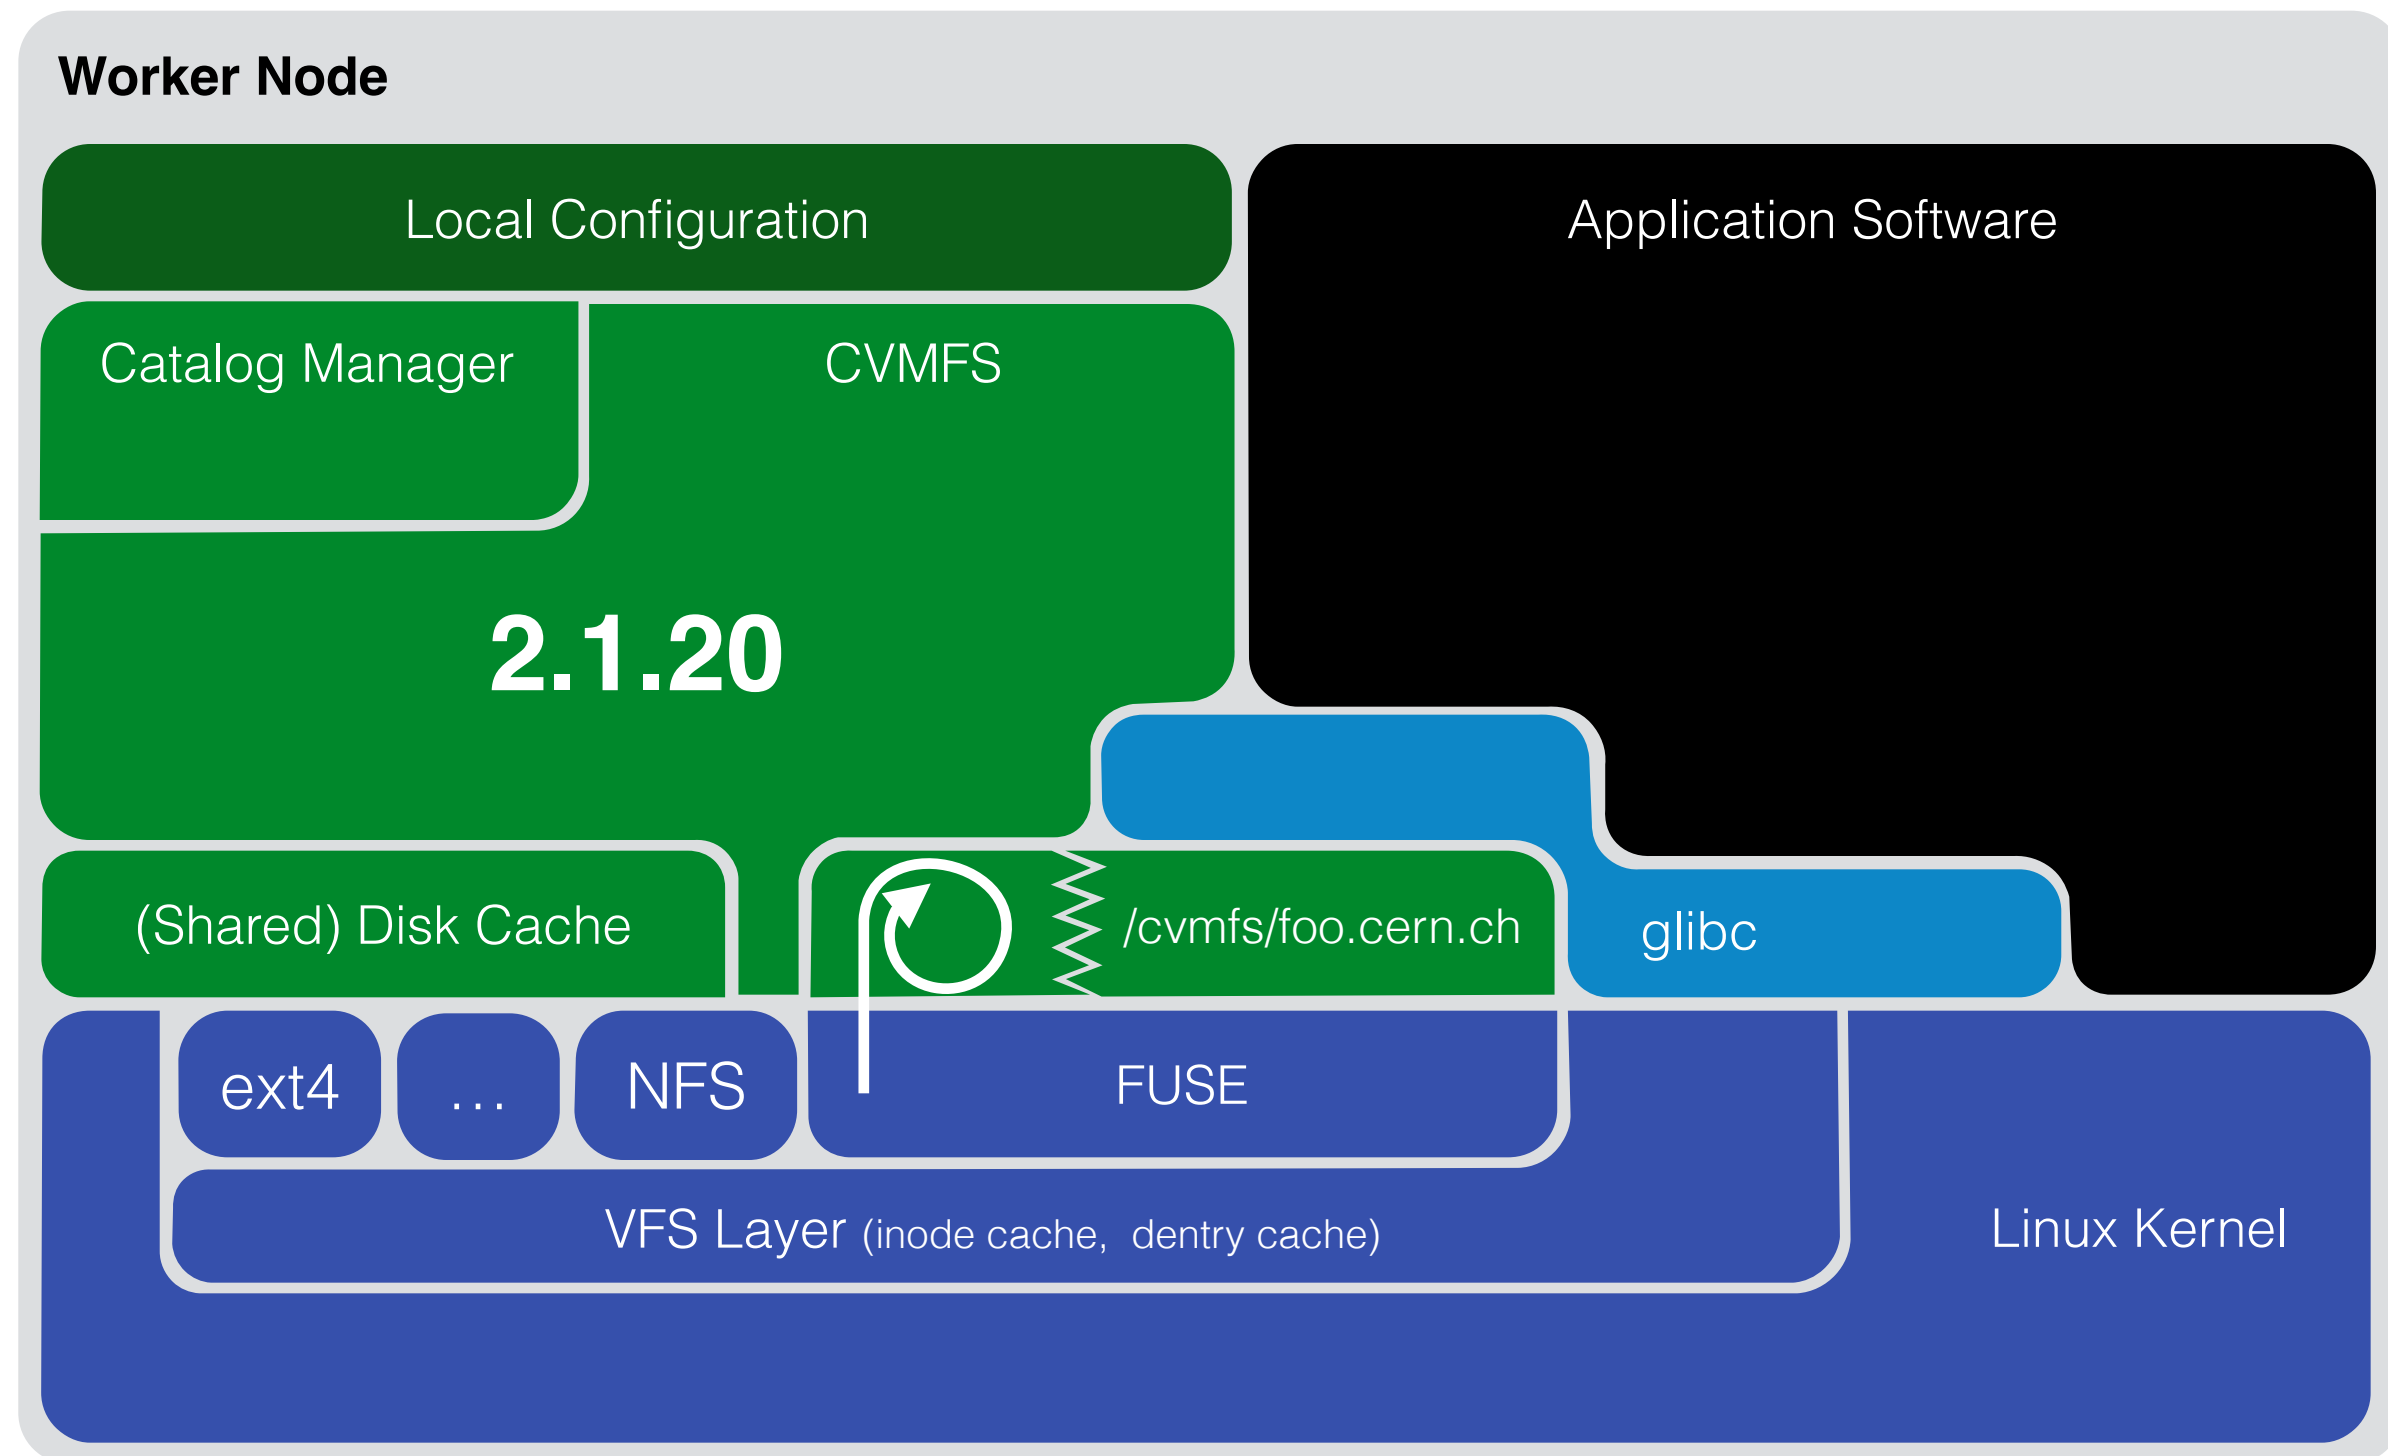 Worker Node
Local Configuration
Application Software
Catalog Manager
CVMFS
2.1.20
(Shared) Disk Cache
/cvmfs/foo.cern.ch
glibc
ext4
...
NFS
FUSE
VFS Layer (inode cache, dentry cache)
Linux Kernel